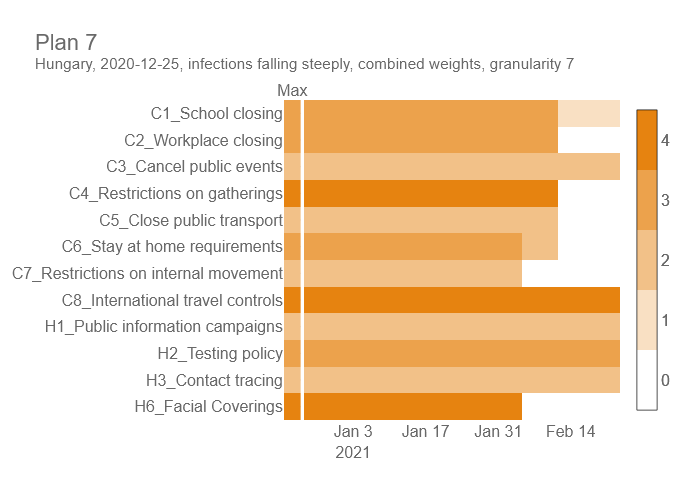 Plan 7
Hungary, 2020-12-25, infections falling steeply, combined weights, granularity 7
Max
C1_School closing
C2_Workplace closing
C3_Cancel public events
C4_Restrictions on gatherings
C5_Close public transport
C6_Stay at home requirements
C7_Restrictions on internal movement
C8_International travel controls
H1_Public information campaigns
H2_Testing policy
H3_Contact tracing
H6_Facial Coverings
Jan 3 Jan 17 Jan 31 Feb 14
2021
4
3
2
1
0